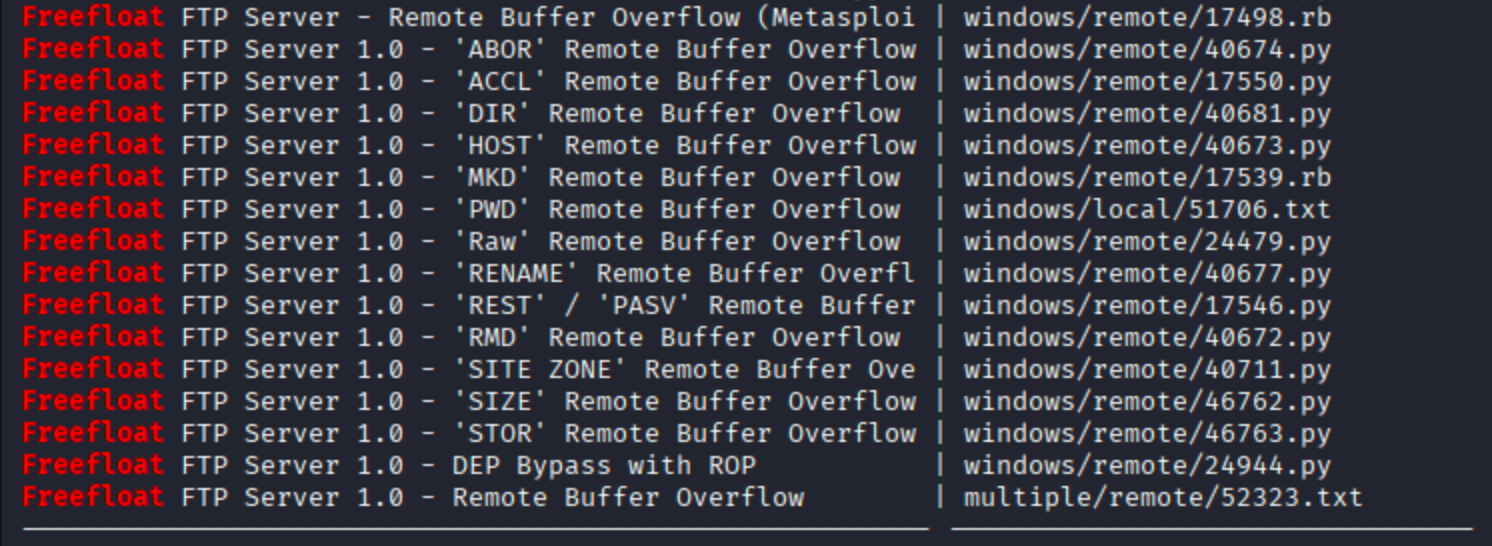 Freefloat FTP Server - Remote Buffer Overflow (Metasploi | windows/remote/17498.rb
Freefloat FTP Server 1.0 - 'ABOR' Remote Buffer Overflow | windows/remote/40674.py
Freefloat FTP Server 1.0 - 'ACCL' Remote Buffer Overflow | windows/remote/17550.py
Freefloat FTP Server 1.0 - 'DIR' Remote Buffer Overflow | windows/remote/40681.py
Freefloat FTP Server 1.0 - 'HOST' Remote Buffer Overflow | windows/remote/40673.py
Freefloat FTP Server 1.0 - 'MKD' Remote Buffer Overflow | windows/remote/17539.rb
Freefloat FTP Server 1.0 - 'PWD' Remote Buffer Overflow | windows/local/51706.txt
Freefloat FTP Server 1.0 - 'Raw' Remote Buffer Overflow | windows/remote/24479.py
Freefloat FTP Server 1.0 - 'RENAME' Remote Buffer Overfl | windows/remote/40677.py
Freefloat FTP Server 1.0 - 'REST' / 'PASV' Remote Buffer | windows/remote/17546.py
Freefloat FTP Server 1.0 - 'RMD' Remote Buffer Overflow | windows/remote/40672.py
Freefloat FTP Server 1.0 - 'SITE ZONE' Remote Buffer Ove | windows/remote/40711.py
Freefloat FTP Server 1.0 - 'SIZE' Remote Buffer Overflow | windows/remote/46762.py
Freefloat FTP Server 1.0 - 'STOR' Remote Buffer Overflow | windows/remote/46763.py
Freefloat FTP Server 1.0 - DEP Bypass with ROP | windows/remote/24944.py
Freefloat FTP Server 1.0 - Remote Buffer Overflow | multiple/remote/52323.txt